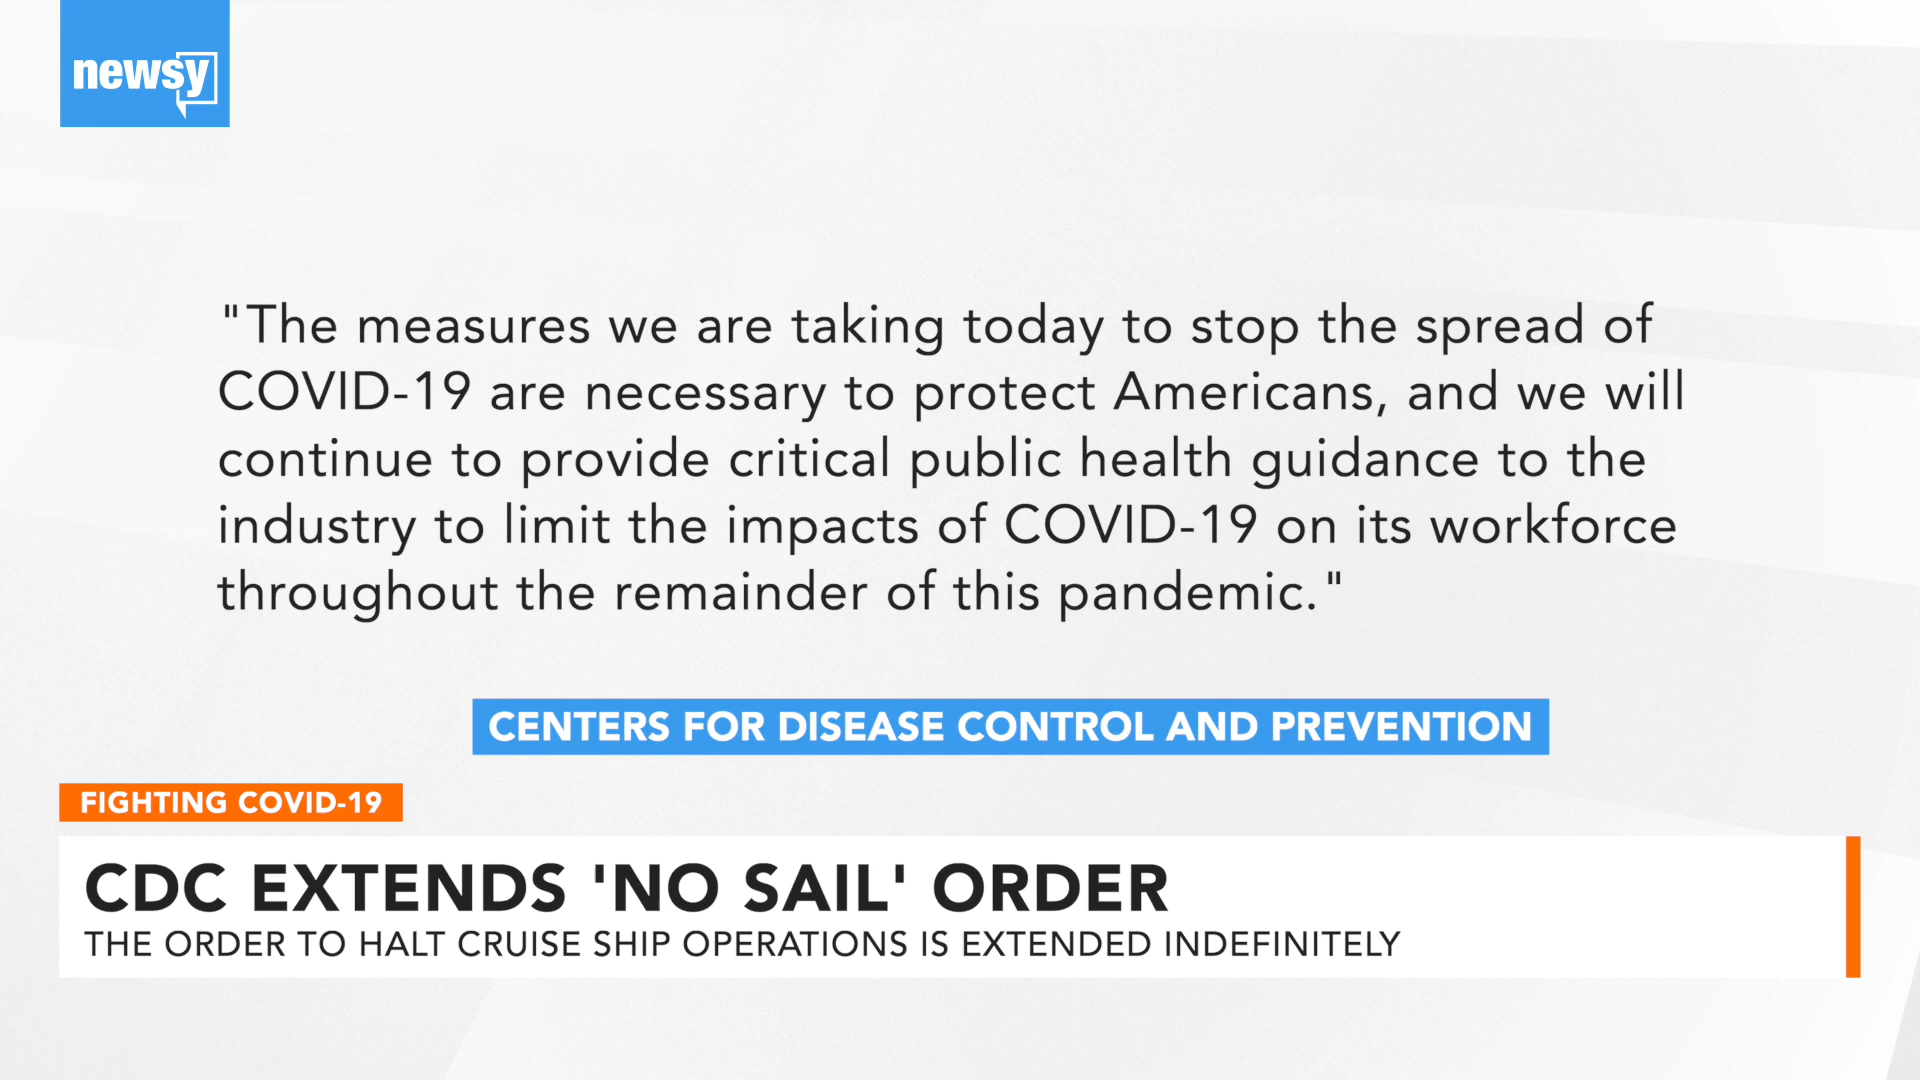 newsy
"The measures we are taking today to stop the spread of
COVID-19 are necessary to protect Americans, and we will
continue to provide critical public health guidance to the
industry to limit the impacts of COVID-19 on its workforce
throughout the remainder of this pandemic."
CENTERS FOR DISEASE CONTROL AND PREVENTION
FIGHTING COVID-19
CDC EXTENDS 'NO SAIL' ORDER
THE ORDER TO HALT CRUISE SHIP OPERATIONS IS EXTENDED INDEFINITELY